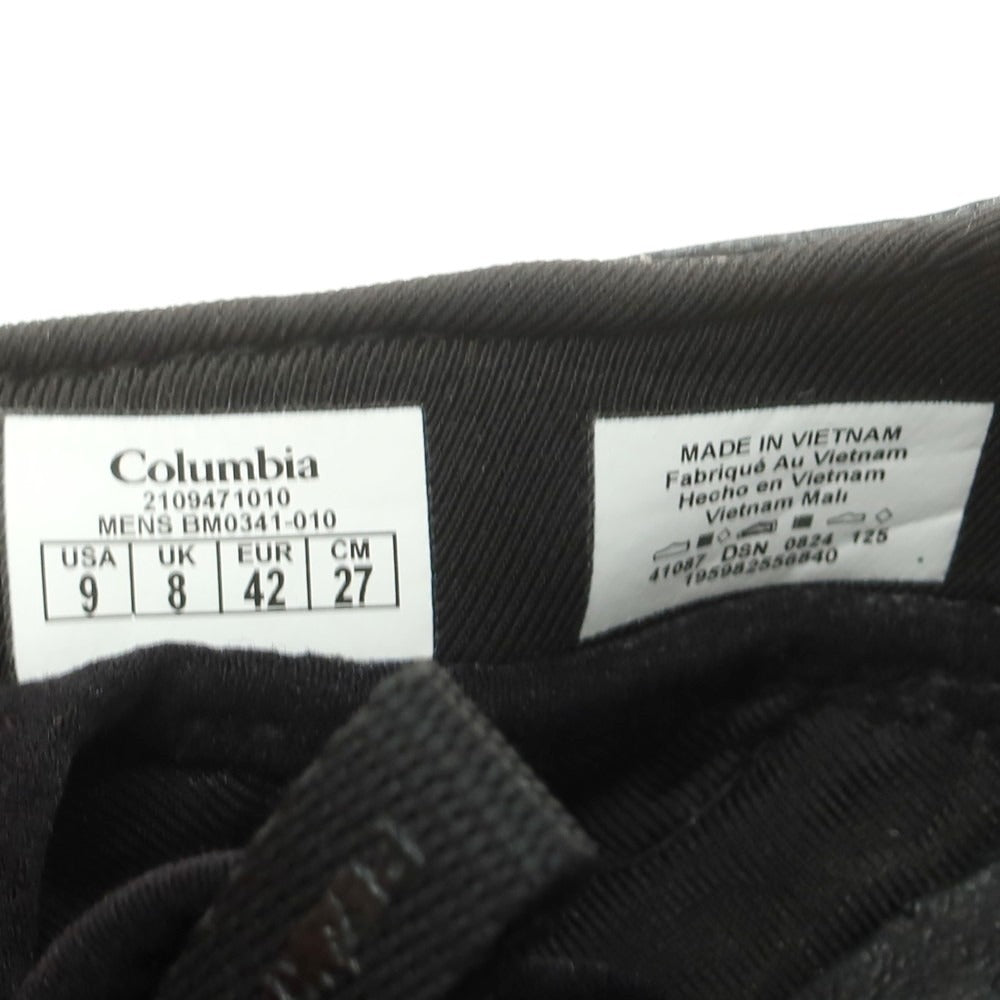 Columbia
2109471010
MENS BM0341-010
USA UK EUR CM
9 8 42 27
MADE IN VIETNAM
Fabriqué Au Vietnam
Hecho en Vietnam
Vietnam Malı
41087 DSN 0824 125
195982556840